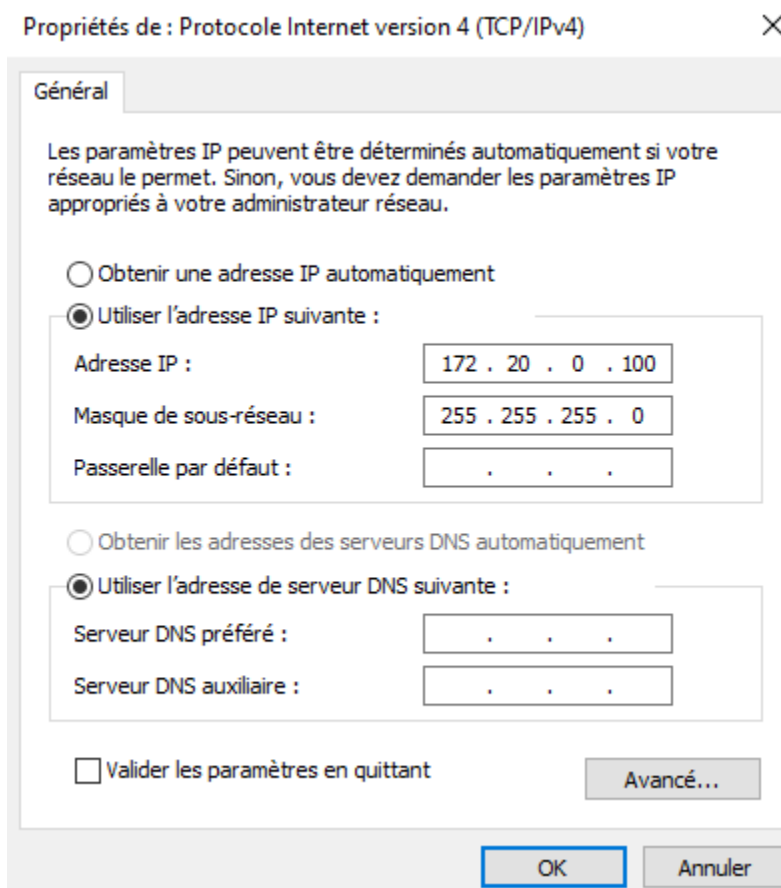 Propriétés de : Protocole Internet version 4 (TCP/IPv4)
Général
Les paramètres IP peuvent être déterminés automatiquement si votre
réseau le permet. Sinon, vous devez demander les paramètres IP
appropriés à votre administrateur réseau.
Obtenir une adresse IP automatiquement
Utiliser l’adresse IP suivante :
Adresse IP : 172 . 20 . 0 . 100
Masque de sous-réseau : 255 . 255 . 255 . 0
Passerelle par défaut : . . .
Obtenir les adresses des serveurs DNS automatiquement
Utiliser l’adresse de serveur DNS suivante :
Serveur DNS préféré : . . .
Serveur DNS auxiliaire : . . .
Valider les paramètres en quittant
Avancé...
OK Annuler